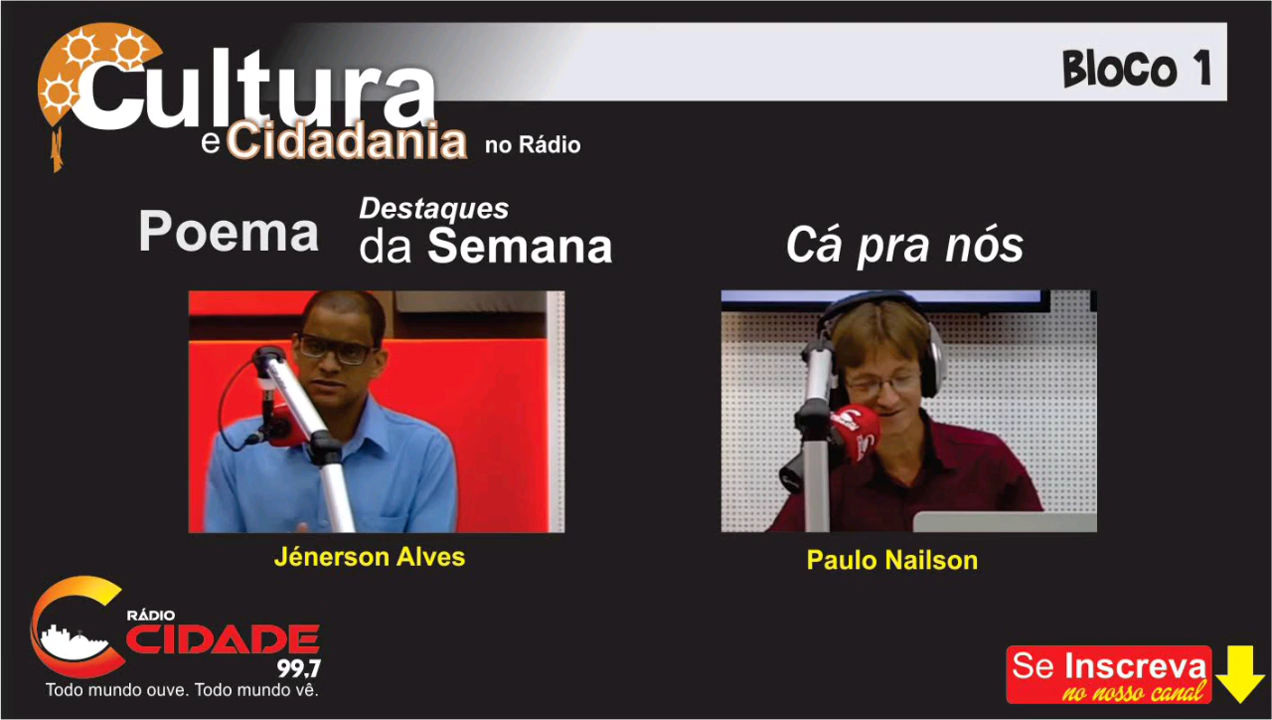 Cultura
e Cidadania no Rádio
Bloco 1
Poema
Destaques
da Semana
Cá pra nós
Jénerson Alves
Paulo Nailson
RÁDIO
CIDADE
99,7
Todo mundo ouve. Todo mundo vê.
Se Inscreva
no nosso canal